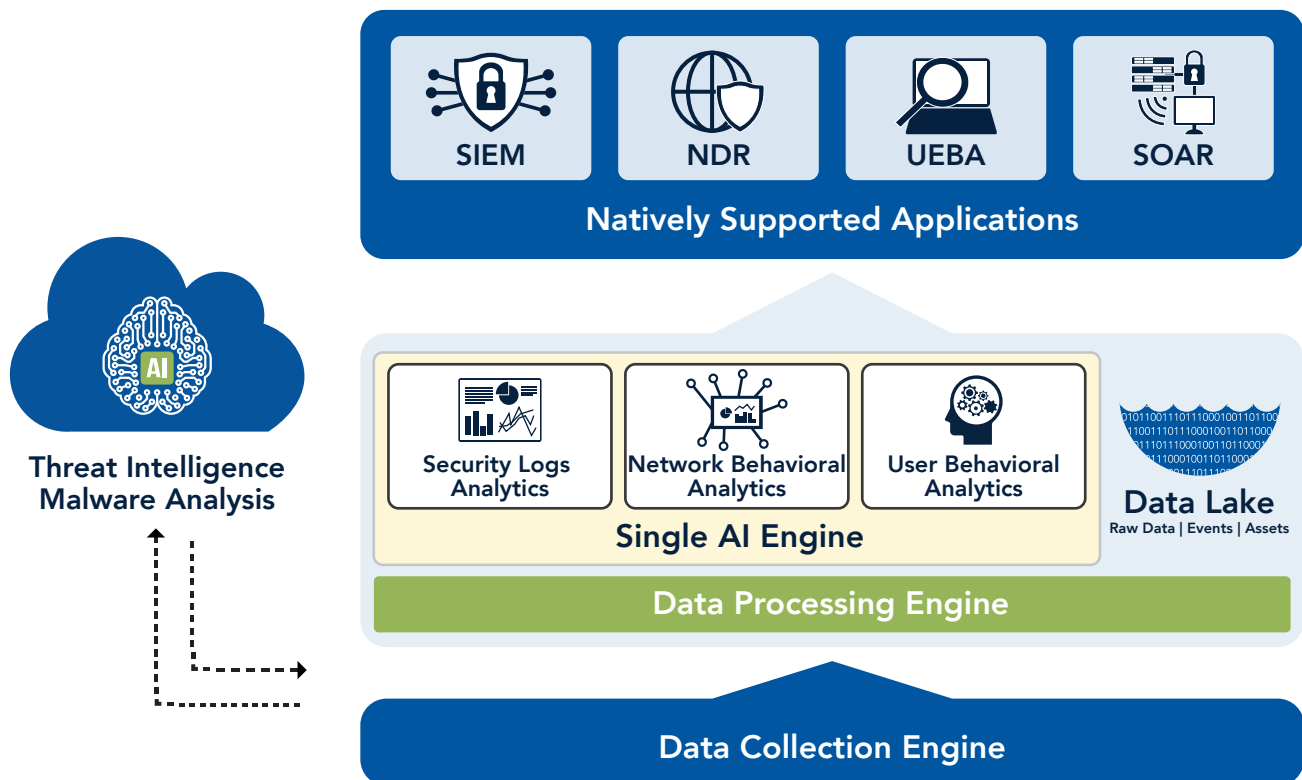 SIEM
NDR
UEBA
SOAR
Natively Supported Applications
AI
Threat Intelligence
Malware Analysis
Security Logs
Analytics
Network Behavioral
Analytics
User Behavioral
Analytics
Single AI Engine
Data Lake
Raw Data | Events | Assets
Data Processing Engine
Data Collection Engine